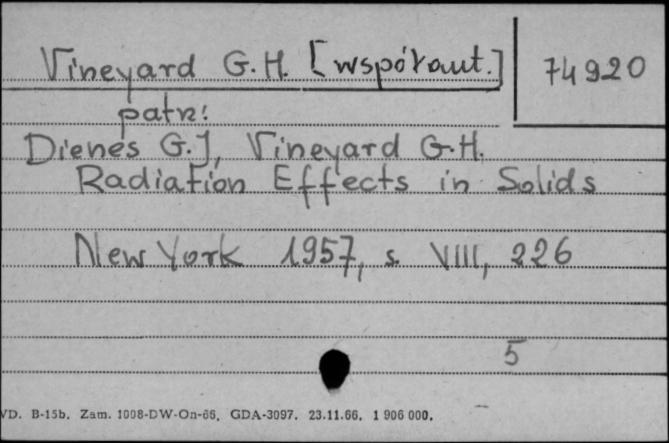 Vineyard G.H. [współaut.] 74920
patrz:
Dienes G.J, Vineyard G.H.
Radiation Effects in Solids
New York 1957, s VIII, 226
5
VD. B-15b. Zam. 1008-DW-On-66. GDA-3097. 23.11.66. 1 906 000.